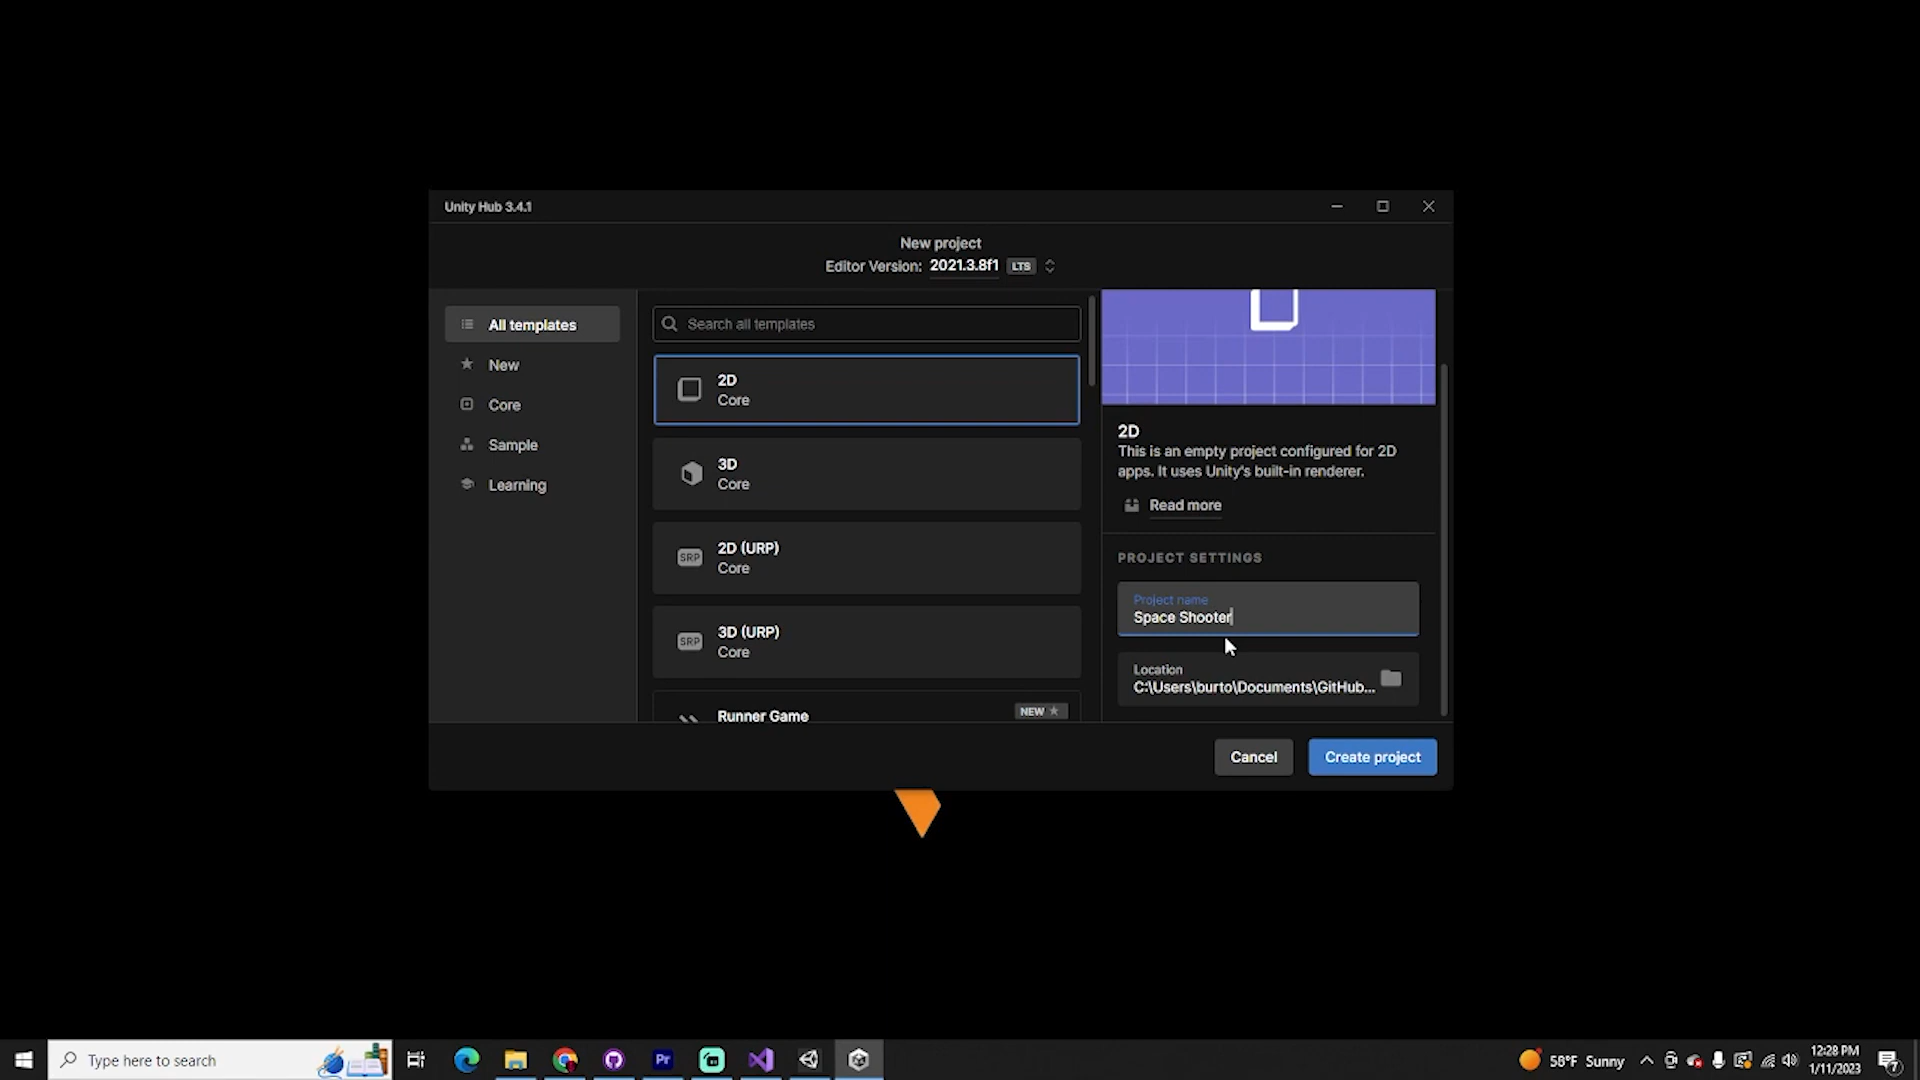 Unity Hub 3.4.1
New project
Editor Version: 2021.3.8f1 LTS
All templates
New
Core
Sample
Learning
Search all templates
2D
Core
3D
Core
SRP
2D (URP)
Core
SRP
3D (URP)
Core
Runner Game
NEW
2D
This is an empty project configured for 2D
apps. It uses Unity's built-in renderer.
Read more
PROJECT SETTINGS
Project name
Space Shooter
Location
C:\Users\burto\Documents\GitHub...
Cancel
Create project
Type here to search
Pr
58°F Sunny
12:28 PM
1/11/2023
7